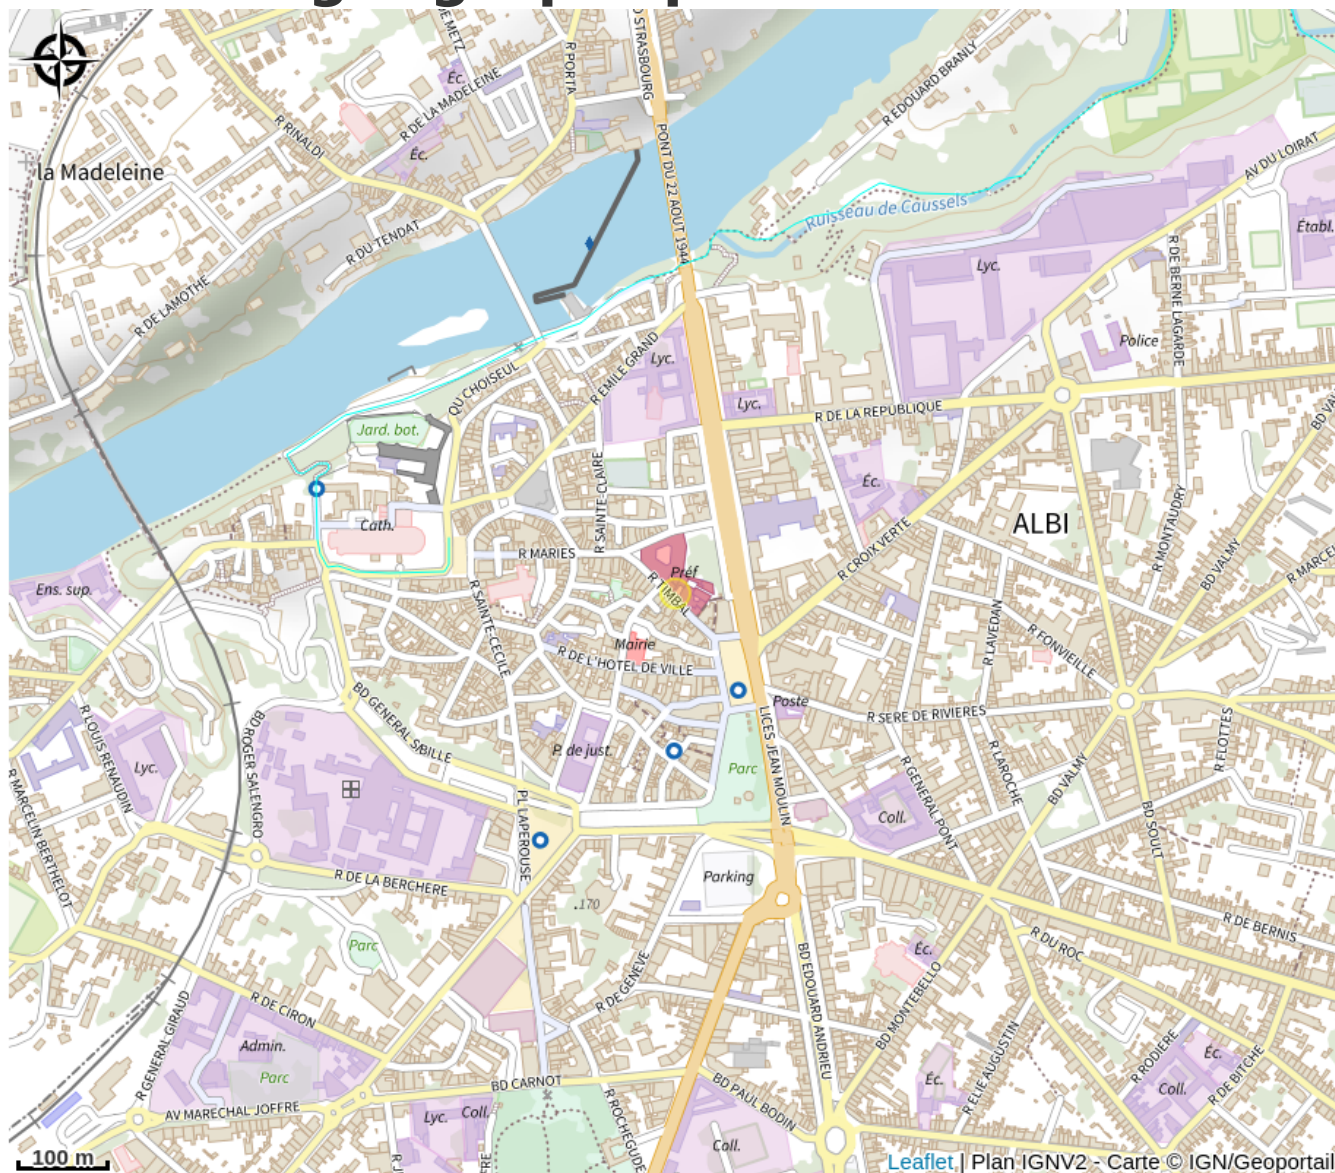 D STRASBOURG
DE METZ
R PORTA
Éc.
R DE LA MADELEINE
R EDOUARD BRANLY
R RINALDI
Éc.
PONT DU 22 AOUT 1944
AV DU LOIRAT
la Madeleine
Ruisseau de Caussels
Établ.
R DU TENDAT
Lyc.
R DE BERNE LAGARDE
R DE LAMOTHE
Police
R EMILE GRAND
Lyc.
QU CHOISEUL
Lyc.
R DE LA REPUBLIQUE
BD VA
Jard. bot.
R SAINTE-CLAIRE
Éc.
Cath.
ALBI
R MONTAUDRY
R CROIX VERTE
BD VALMY
R MARIES
R MARCE
Préf
Ens. sup.
R TIMBAL
R SAINTE-CECILE
R LAVEDAN
R FONVIEILLE
Mairie
R DE L'HOTEL DE VILLE
Poste
R SERE DE RIVIERES
BD GENERAL SIBILLE
LICES JEAN MOULIN
R FLOTTES
R LOUIS RENAUDIN
BD ROGER SALENGRO
P. de just.
Parc
Lyc.
R GENERAL PONT
R LAROCHE
BD VALMY
R MARCELIN BERTHELOT
PL LAPEROUSE
Coll.
BD SOULT
R DE LA BERCHERE
Parking
.170
R DE BERNIS
Parc
Éc.
R DU ROC
R DE GENEVE
BD EDOUARD ANDRIEU
BD MONTEBELLO
R GENERAL GIRAUD
R DE CIRON
Admin.
Parc
R ELIE AUGUSTIN
R RODIERE
Éc.
Coll.
R DE BITCHE
BD CARNOT
BD PAUL BODIN
Éc.
AV MARECHAL JOFFRE
Lyc.
Coll.
R ROCHEGUDE
Coll.
100 m
Leaflet | Plan IGNV2 - Carte © IGN/Geoportail